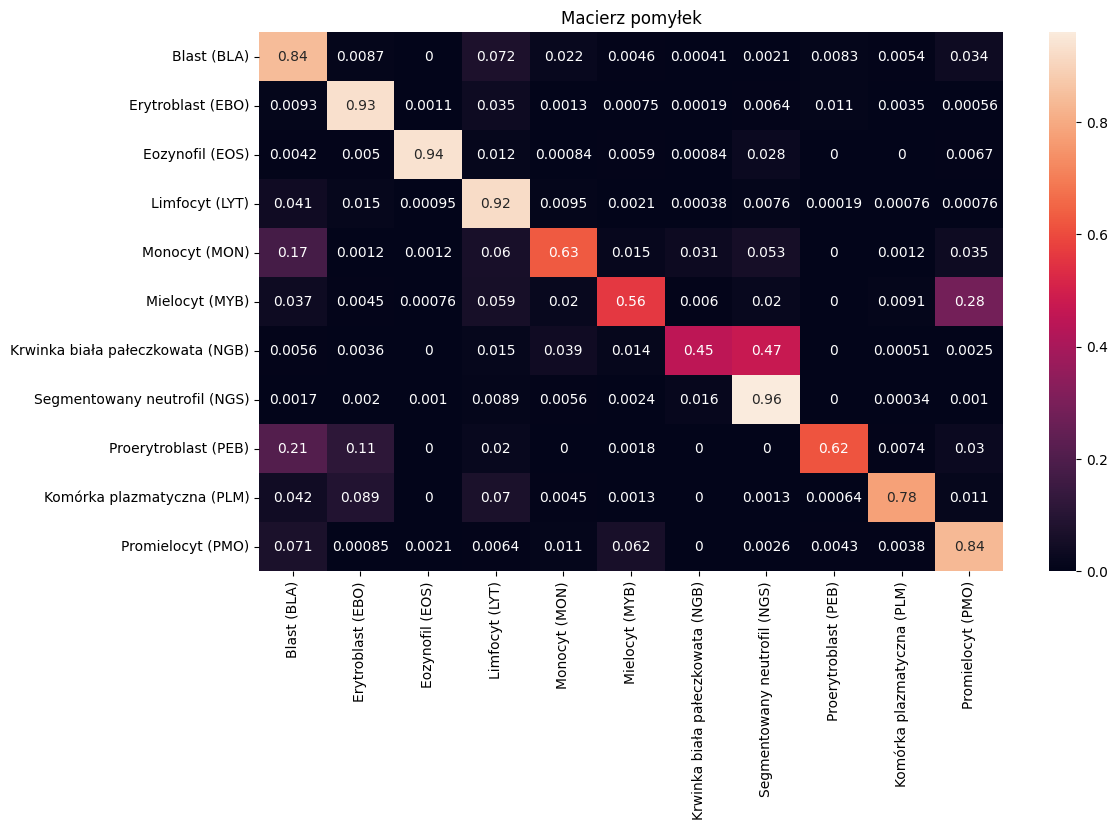 Macierz pomyłek
Blast (BLA) 0.84 0.0087 0 0.072 0.022 0.0046 0.00041 0.0021 0.0083 0.0054 0.034
Erytroblast (EBO) 0.0093 0.93 0.0011 0.035 0.0013 0.00075 0.00019 0.0064 0.011 0.0035 0.00056
Eozynofil (EOS) 0.0042 0.005 0.94 0.012 0.00084 0.0059 0.00084 0.028 0 0 0.0067
Limfocyt (LYT) 0.041 0.015 0.00095 0.92 0.0095 0.0021 0.00038 0.0076 0.00019 0.00076 0.00076
Monocyt (MON) 0.17 0.0012 0.0012 0.06 0.63 0.015 0.031 0.053 0 0.0012 0.035
Mielocyt (MYB) 0.037 0.0045 0.00076 0.059 0.02 0.56 0.006 0.02 0 0.0091 0.28
Krwinka biała pałeczkowata (NGB) 0.0056 0.0036 0 0.015 0.039 0.014 0.45 0.47 0 0.00051 0.0025
Segmentowany neutrofil (NGS) 0.0017 0.002 0.001 0.0089 0.0056 0.0024 0.016 0.96 0 0.00034 0.001
Proerytroblast (PEB) 0.21 0.11 0 0.02 0 0.0018 0 0 0.62 0.0074 0.03
Komórka plazmatyczna (PLM) 0.042 0.089 0 0.07 0.0045 0.0013 0 0.0013 0.00064 0.78 0.011
Promielocyt (PMO) 0.071 0.00085 0.0021 0.0064 0.011 0.062 0 0.0026 0.0043 0.0038 0.84
Blast (BLA)
Erytroblast (EBO)
Eozynofil (EOS)
Limfocyt (LYT)
Monocyt (MON)
Mielocyt (MYB)
Krwinka biała pałeczkowata (NGB)
Segmentowany neutrofil (NGS)
Proerytroblast (PEB)
Komórka plazmatyczna (PLM)
Promielocyt (PMO)
0.8
0.6
0.4
0.2
0.0